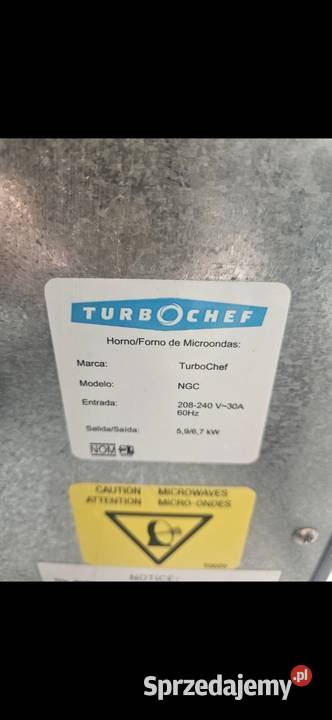 TURBOCHEF
Horno/Forno de Microondas:
Marca: TurboChef
Modelo: NGC
Entrada: 208-240 V~30A
60Hz
Salida/Saída: 5,9/6,7 kW
NOM
CAUTION MICROWAVES
ATTENTION MICRO-ONDES
NOTICE:
Sprzedajemy.pl